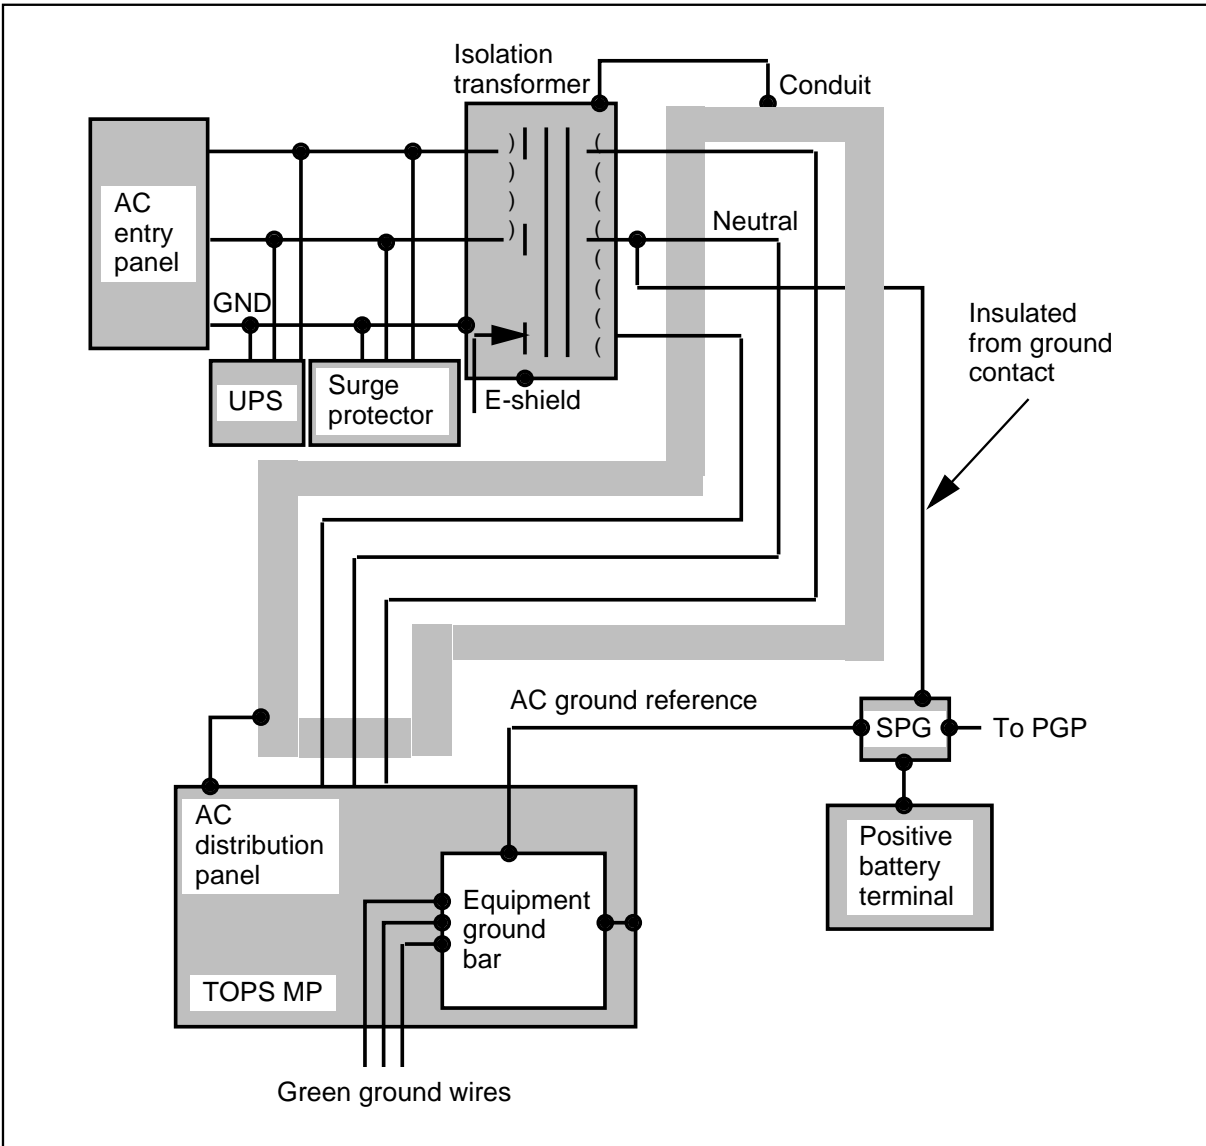 Isolation
transformer
Conduit
AC
entry
panel
Neutral
GND
Insulated
from ground
contact
UPS
Surge
protector
E-shield
AC ground reference
SPG
To PGP
AC
distribution
panel
Positive
battery
terminal
Equipment
ground
bar
TOPS MP
Green ground wires